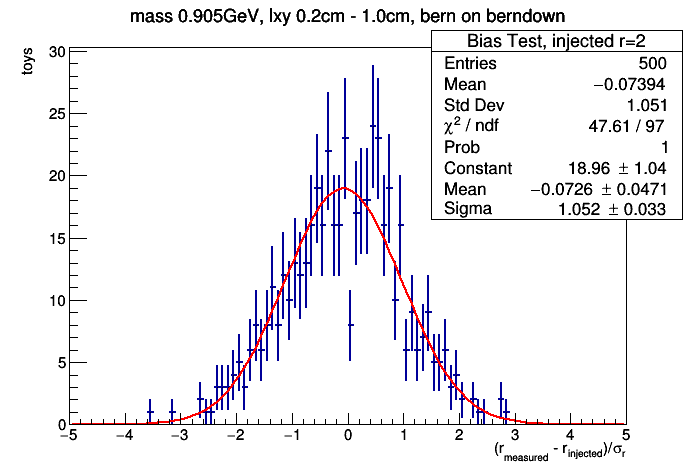 mass 0.905GeV, lxy 0.2cm - 1.0cm, bern on berndown
Bias Test, injected r=2
Entries 500
Mean −0.07394
Std Dev 1.051
χ² / ndf 47.61 / 97
Prob 1
Constant 18.96 ± 1.04
Mean −0.0726 ± 0.0471
Sigma 1.052 ± 0.033
toys
30
25
20
15
10
5
0
−5 −4 −3 −2 −1 0 1 2 3 4 5
(r_measured - r_injected)/σ_r